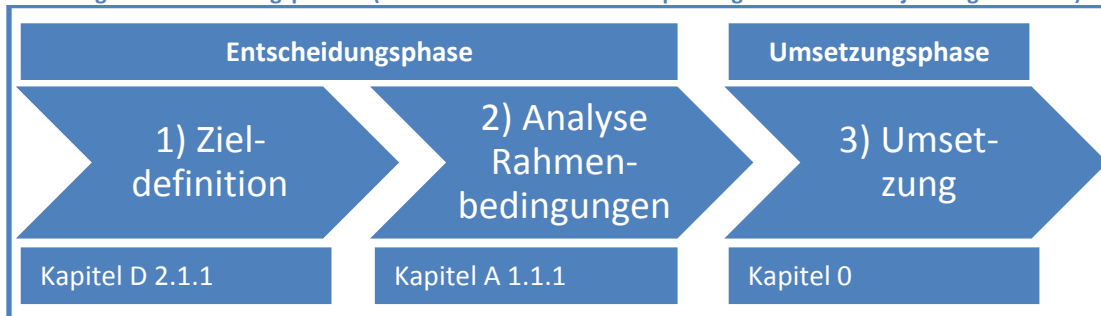 Entscheidungsphase
Umsetzungsphase
1) Ziel-
definition
2) Analyse
Rahmen-
bedingungen
3) Umset-
zung
Kapitel D 2.1.1
Kapitel A 1.1.1
Kapitel 0